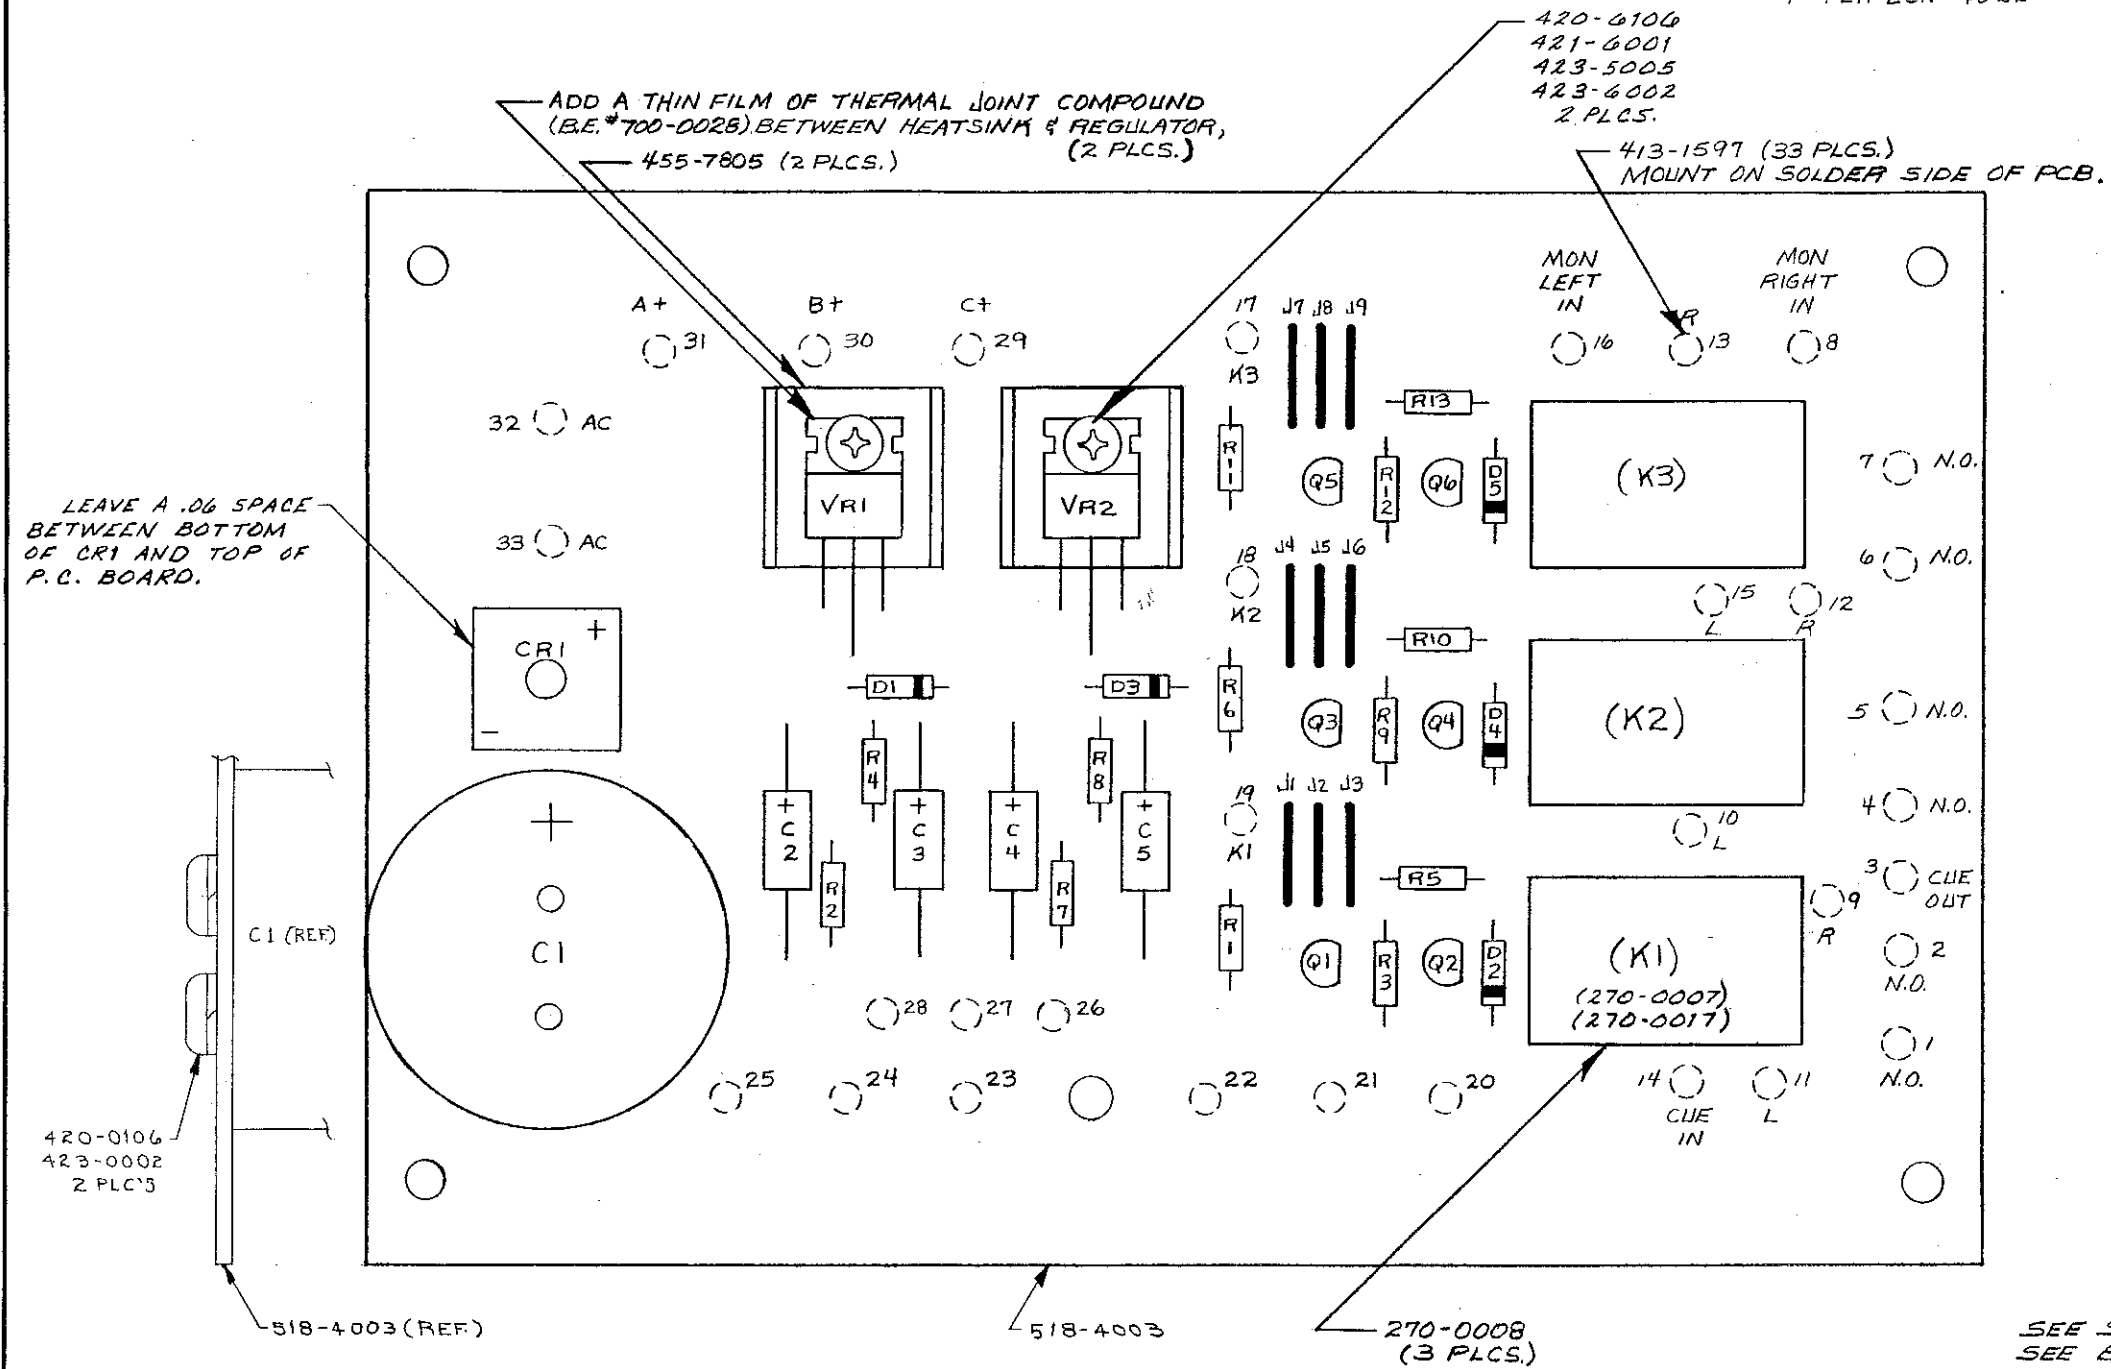 420-6106
421-6001
423-5005
423-6002
2 PLCS.
ADD A THIN FILM OF THERMAL JOINT COMPOUND
(B.E.#700-0028) BETWEEN HEATSINK & REGULATOR,
(2 PLCS.)
455-7805 (2 PLCS.)
413-1597 (33 PLCS.)
MOUNT ON SOLDER SIDE OF PCB.
MON
LEFT
IN
MON
RIGHT
IN
A+
B+
C+
31
30
29
17
K3
J7 J8 J9
16
R
13
8
32 AC
33 AC
LEAVE A .06 SPACE
BETWEEN BOTTOM
OF CR1 AND TOP OF
P.C. BOARD.
VR1
VR2
R11
R13
Q5
R12
Q6
D5
(K3)
7 N.O.
6 N.O.
18
K2
J4 J5 J6
15
L
12
R
CR1
+
-
D1
D3
R6
R10
Q3
R9
Q4
D4
(K2)
5 N.O.
4 N.O.
R4
R8
+
C2
+
C3
+
C4
+
C5
R2
R7
19
K1
J1 J2 J3
10
L
3 CUE
OUT
R5
9
R
2
N.O.
C1 (REF.)
+
C1
R1
Q1
R3
Q2
D2
(K1)
(270-0007)
(270-0017)
28
27
26
1
N.O.
25
24
23
22
21
20
14
CUE
IN
11
L
420-0106
423-0002
2 PLC'S
518-4003 (REF.)
518-4003
270-0008
(3 PLCS.)
SEE
SEE